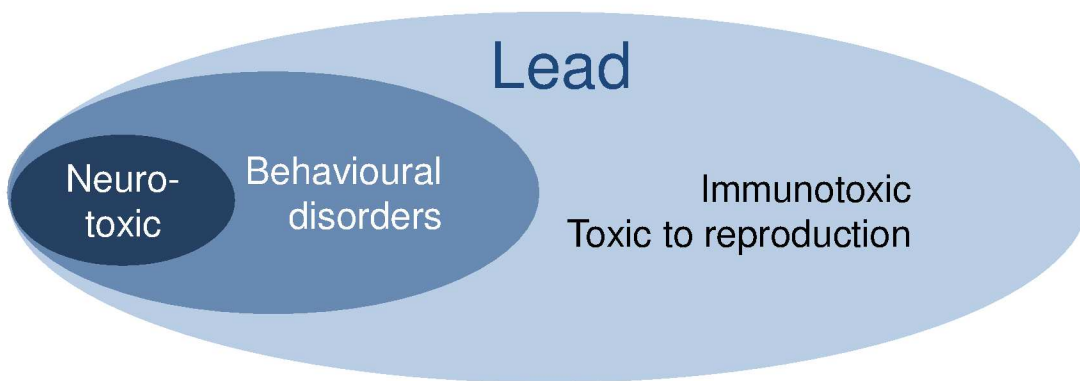 Lead
Neuro-
toxic
Behavioural
disorders
Immunotoxic
Toxic to reproduction